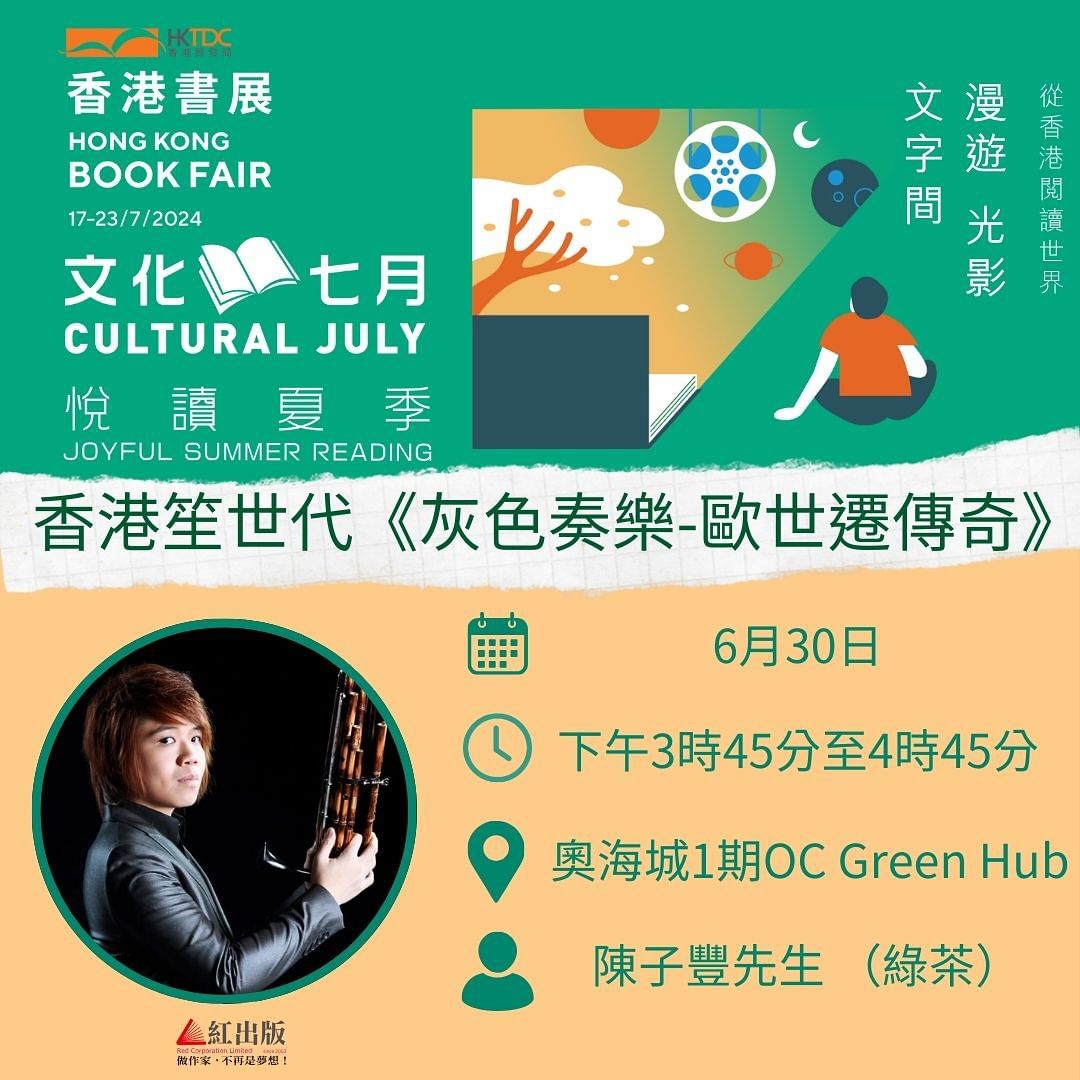 HKTDC
香港貿發局
香港書展
HONG KONG
BOOK FAIR
17-23/7/2024
文化七月
CULTURAL JULY
悅讀夏季
JOYFUL SUMMER READING
從香港閱讀世界
漫遊 光影
文字間
香港笙世代《灰色奏樂-歐世遷傳奇》
6月30日
下午3時45分至4時45分
奧海城1期OC Green Hub
陳子豐先生 （綠茶）
紅出版
Red Corporation Limited since 2003
做作家，不再是夢想！